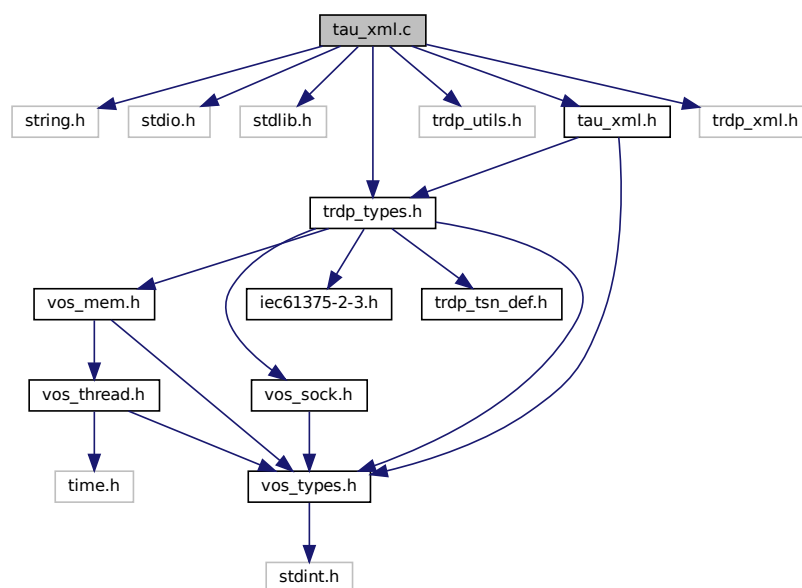 tau_xml.c
string.h
stdio.h
stdlib.h
trdp_utils.h
tau_xml.h
trdp_xml.h
trdp_types.h
vos_mem.h
iec61375-2-3.h
trdp_tsn_def.h
vos_thread.h
vos_sock.h
time.h
vos_types.h
stdint.h